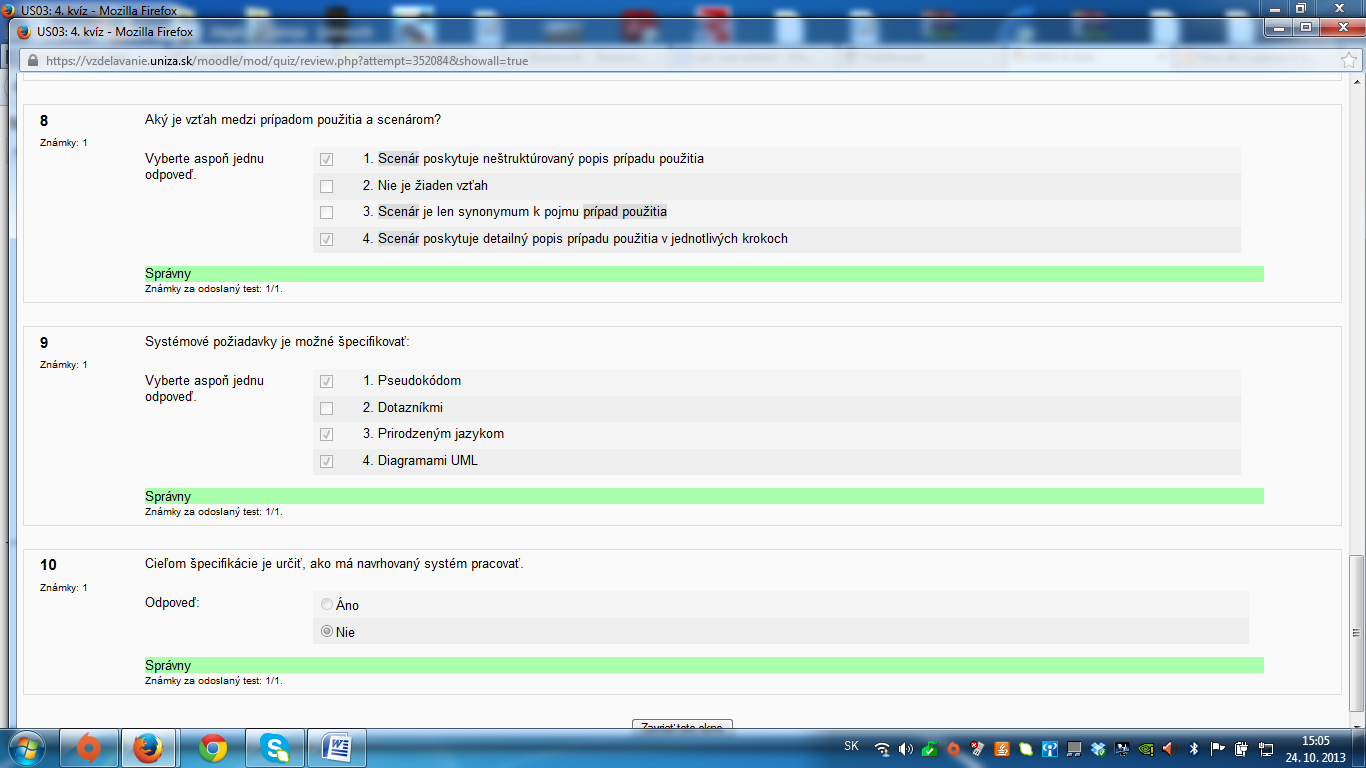 US03: 4. kvíz - Mozilla Firefox
US03: 4. kvíz - Mozilla Firefox
https://vzdelavanie.uniza.sk/moodle/mod/quiz/review.php?attempt=352084&showall=true
8
Známky: 1
Aký je vzťah medzi prípadom použitia a scenárom?
Vyberte aspoň jednu odpoveď.
1. Scenár poskytuje neštruktúrovaný popis prípadu použitia
2. Nie je žiaden vzťah
3. Scenár je len synonymum k pojmu prípad použitia
4. Scenár poskytuje detailný popis prípadu použitia v jednotlivých krokoch
Správny
Známky za odoslaný test: 1/1.
9
Známky: 1
Systémové požiadavky je možné špecifikovať:
Vyberte aspoň jednu odpoveď.
1. Pseudokódom
2. Dotazníkmi
3. Prirodzeným jazykom
4. Diagramami UML
Správny
Známky za odoslaný test: 1/1.
10
Známky: 1
Cieľom špecifikácie je určiť, ako má navrhovaný systém pracovať.
Odpoveď:
Áno
Nie
Správny
Známky za odoslaný test: 1/1.
Zavrieť toto okno
SK
15:05
24. 10. 2013